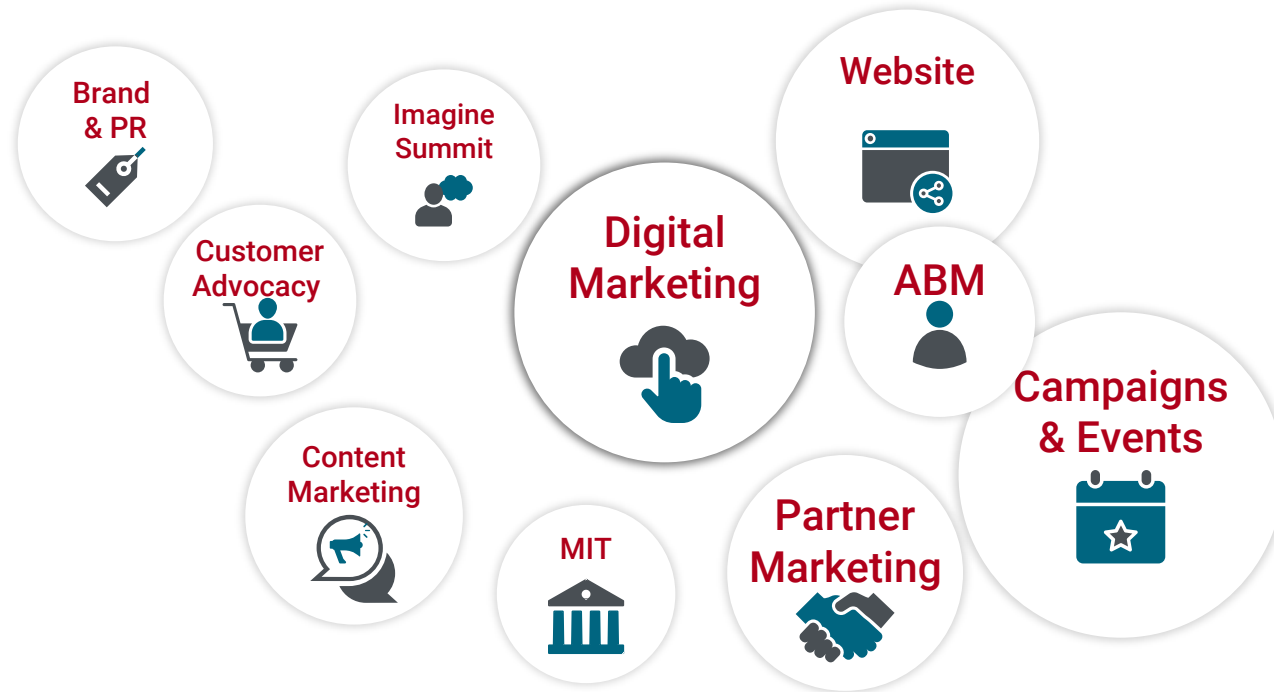 Brand
& PR
Imagine
Summit
Website
Customer
Advocacy
Digital
Marketing
ABM
Campaigns
& Events
Content
Marketing
MIT
Partner
Marketing